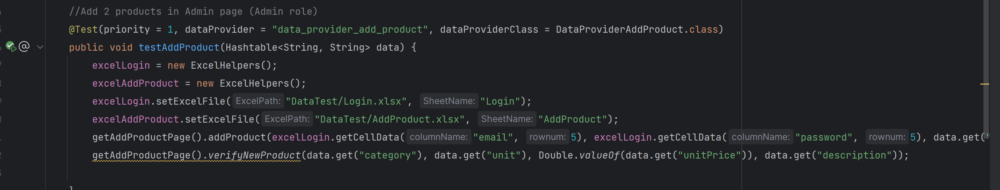 //Add 2 products in Admin page (Admin role)
@Test(priority = 1, dataProvider = "data_provider_add_product", dataProviderClass = DataProviderAddProduct.class)
public void testAddProduct(Hashtable<String, String> data) {
excelLogin = new ExcelHelpers();
excelAddProduct = new ExcelHelpers();
excelLogin.setExcelFile( ExcelPath: "DataTest/Login.xlsx", SheetName: "Login");
excelAddProduct.setExcelFile( ExcelPath: "DataTest/AddProduct.xlsx", SheetName: "AddProduct");
getAddProductPage().addProduct(excelLogin.getCellData( columnName: "email", rownum: 5), excelLogin.getCellData( columnName: "password", rownum: 5), data.get("
getAddProductPage().verifyNewProduct(data.get("category"), data.get("unit"), Double.valueOf(data.get("unitPrice")), data.get("description"));
}